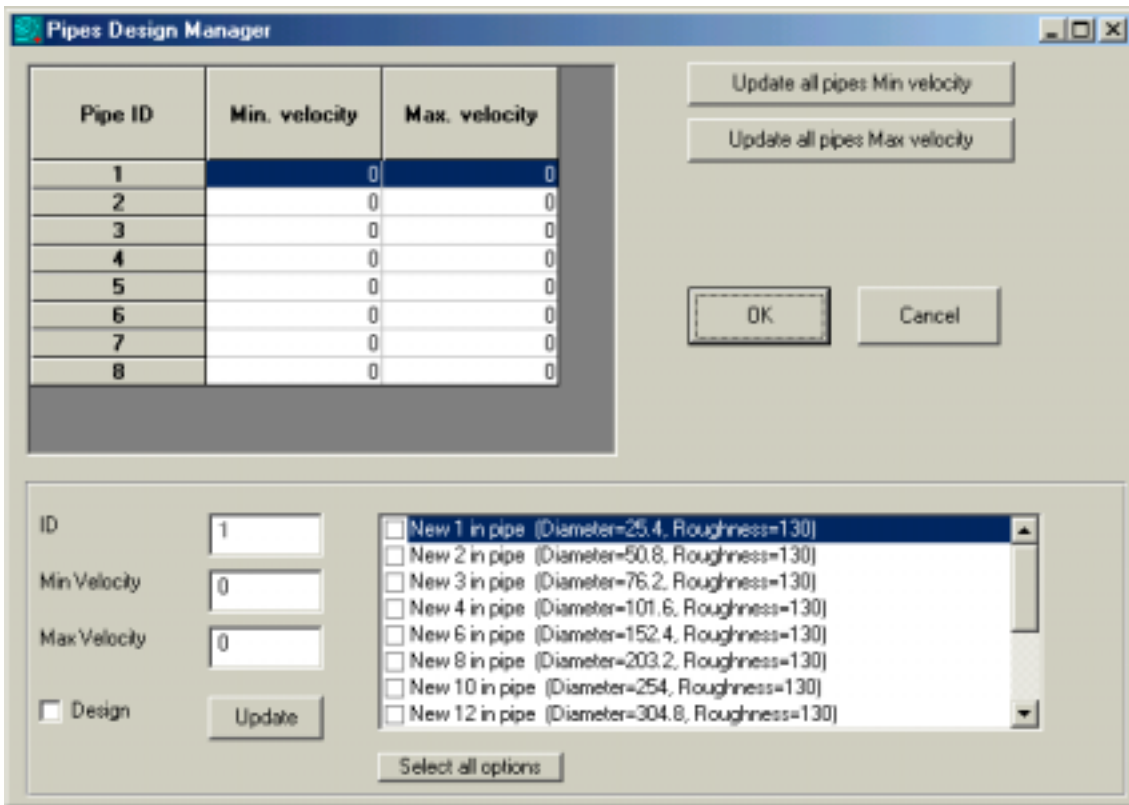 Pipes Design Manager
Pipe ID Min. velocity Max. velocity
1 0 0
2 0 0
3 0 0
4 0 0
5 0 0
6 0 0
7 0 0
8 0 0
Update all pipes Min velocity
Update all pipes Max velocity
OK Cancel
ID 1
Min Velocity 0
Max Velocity 0
Design Update
New 1 in pipe (Diameter=25.4, Roughness=130)
New 2 in pipe (Diameter=50.8, Roughness=130)
New 3 in pipe (Diameter=76.2, Roughness=130)
New 4 in pipe (Diameter=101.6, Roughness=130)
New 6 in pipe (Diameter=152.4, Roughness=130)
New 8 in pipe (Diameter=203.2, Roughness=130)
New 10 in pipe (Diameter=254, Roughness=130)
New 12 in pipe (Diameter=304.8, Roughness=130)
Select all options